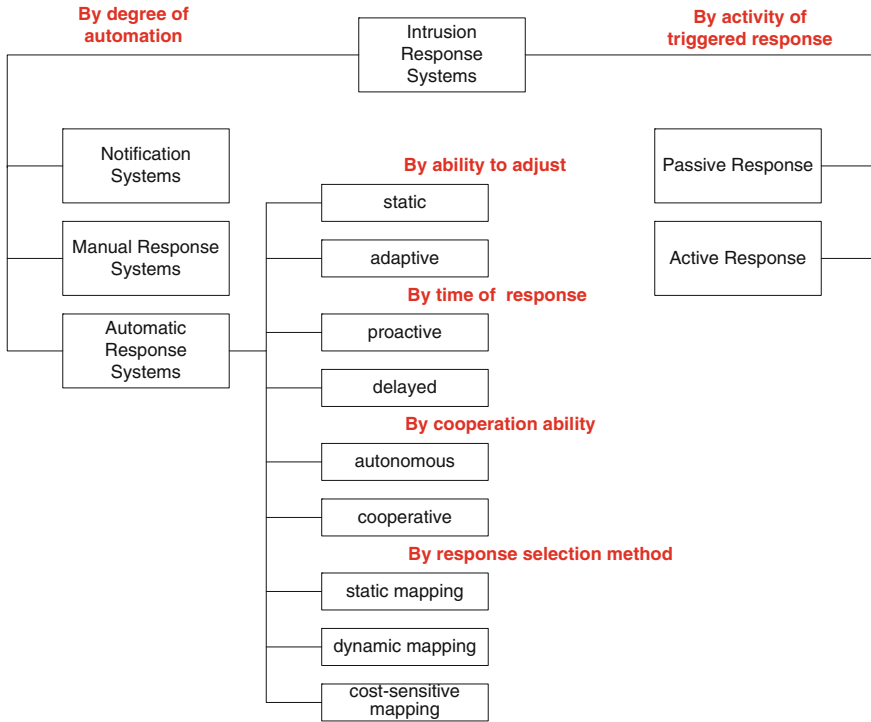 By degree of
automation
Intrusion
Response
Systems
By activity of
triggered response
Notification
Systems
Manual Response
Systems
Automatic
Response
Systems
By ability to adjust
static
adaptive
By time of response
proactive
delayed
By cooperation ability
autonomous
cooperative
By response selection method
static mapping
dynamic mapping
cost-sensitive
mapping
Passive Response
Active Response